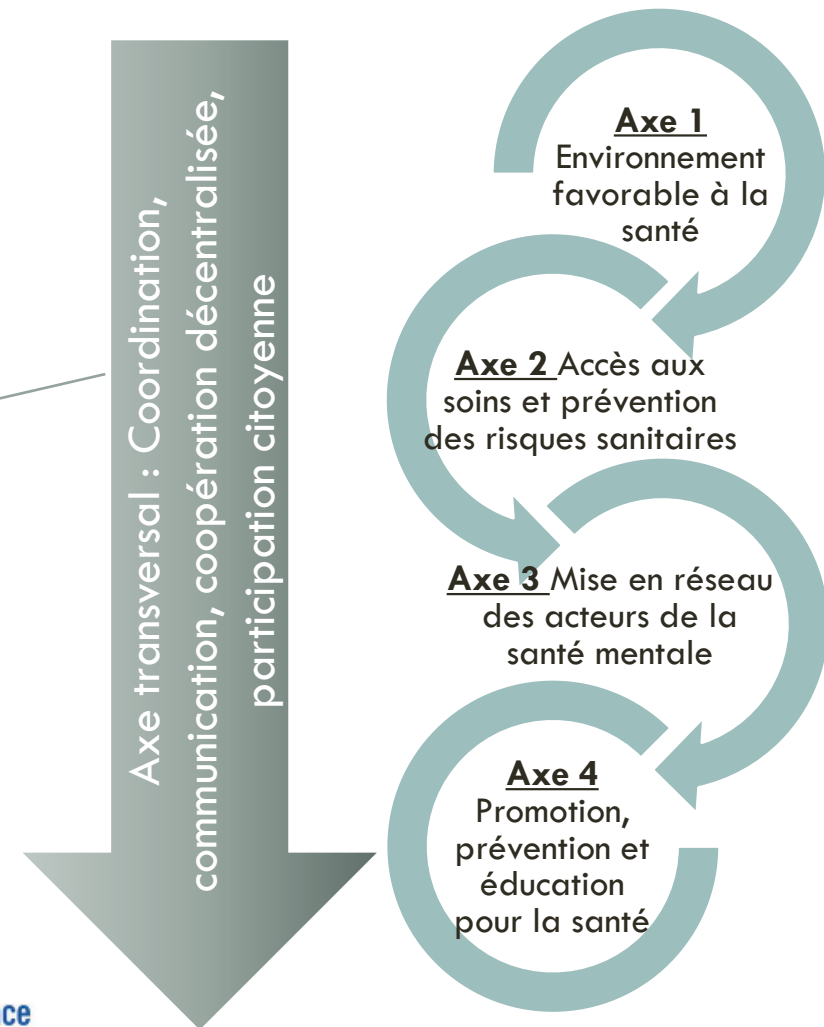 Axe transversal : Coordination,
communication, coopération décentralisée,
participation citoyenne
Axe 1
Environnement
favorable à la
santé
Axe 2 Accès aux
soins et prévention
des risques sanitaires
Axe 3 Mise en réseau
des acteurs de la
santé mentale
Axe 4
Promotion,
prévention et
éducation
pour la santé